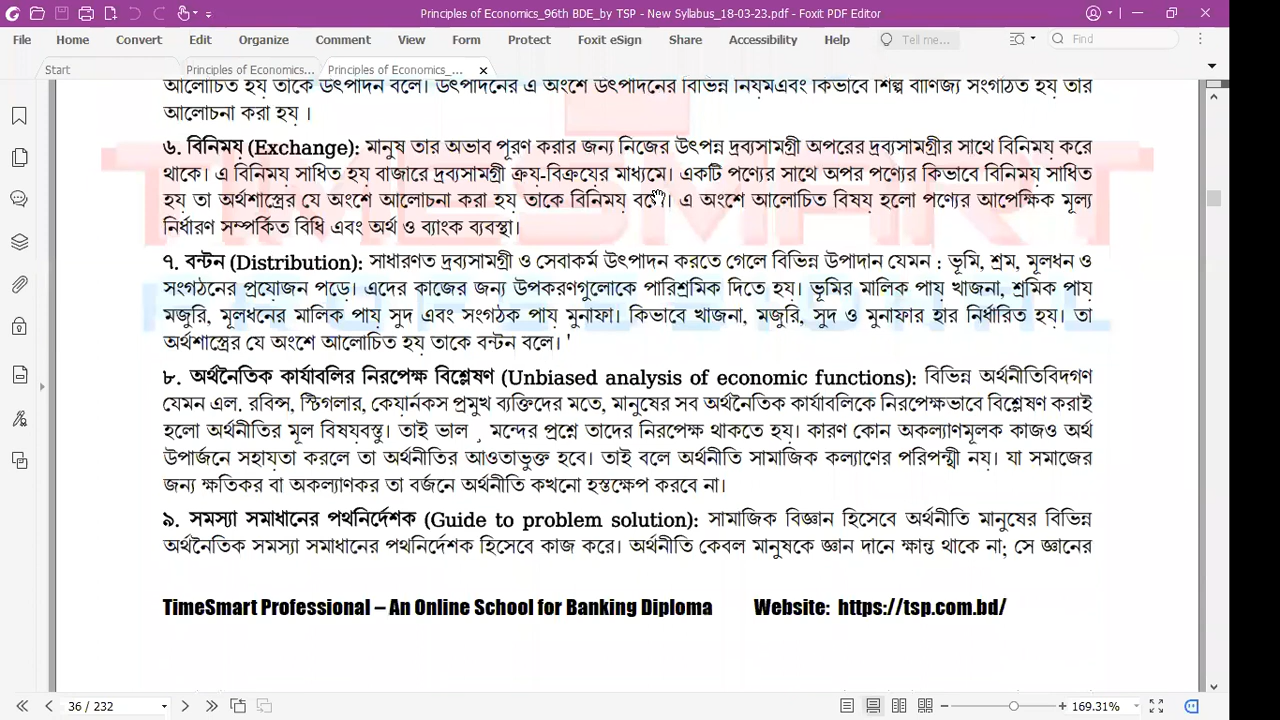 Principles of Economics_96th BDE_by TSP - New Syllabus_18-03-23.pdf - Foxit PDF Editor
File Home Convert Edit Organize Comment View Form Protect Foxit eSign Share Accessibility Help Tell me... Find
Start Principles of Economics... Principles of Economics_...
আলোচিত হয় তাকে উৎপাদন বলে। উৎপাদনের এ অংশে উৎপাদনের বিভিন্ন নিয়মএবং কিভাবে শিল্প বাণিজ্য সংগঠিত হয় তার
আলোচনা করা হয় ।
৬. বিনিময় (Exchange): মানুষ তার অভাব পূরণ করার জন্য নিজের উৎপন্ন দ্রব্যসামগ্রী অপরের দ্রব্যসামগ্রীর সাথে বিনিময় করে
থাকে। এ বিনিময় সাধিত হয় বাজারে দ্রব্যসামগ্রী ক্রয়-বিক্রয়ের মাধ্যমে। একটি পণ্যের সাথে অপর পণ্যের কিভাবে বিনিময় সাধিত
হয় তা অর্থশাস্ত্রের যে অংশে আলোচনা করা হয় তাকে বিনিময় বলে। এ অংশে আলোচিত বিষয় হলো পণ্যের আপেক্ষিক মূল্য
নির্ধারণ সম্পর্কিত বিধি এবং অর্থ ও ব্যাংক ব্যবস্থা।
৭. বন্টন (Distribution): সাধারণত দ্রব্যসামগ্রী ও সেবাকর্ম উৎপাদন করতে গেলে বিভিন্ন উপাদান যেমন : ভূমি, শ্রম, মূলধন ও
সংগঠনের প্রয়োজন পড়ে। এদের কাজের জন্য উপকরণগুলোকে পারিশ্রমিক দিতে হয়। ভূমির মালিক পায় খাজনা, শ্রমিক পায়
মজুরি, মূলধনের মালিক পায় সুদ এবং সংগঠক পায় মুনাফা। কিভাবে খাজনা, মজুরি, সুদ ও মুনাফার হার নির্ধারিত হয়। তা
অর্থশাস্ত্রের যে অংশে আলোচিত হয় তাকে বন্টন বলে। '
৮. অর্থনৈতিক কার্যাবলির নিরপেক্ষ বিশ্লেষণ (Unbiased analysis of economic functions): বিভিন্ন অর্থনীতিবিদগণ
যেমন এল. রবিন্স, স্টিগলার, কেয়ার্নকস প্রমুখ ব্যক্তিদের মতে, মানুষের সব অর্থনৈতিক কার্যাবলিকে নিরপেক্ষভাবে বিশ্লেষণ করাই
হলো অর্থনীতির মূল বিষয়বস্তু। তাই ভাল ¸ মন্দের প্রশ্নে তাদের নিরপেক্ষ থাকতে হয়। কারণ কোন অকল্যাণমূলক কাজও অর্থ
উপার্জনে সহায়তা করলে তা অর্থনীতির আওতাভুক্ত হবে। তাই বলে অর্থনীতি সামাজিক কল্যাণের পরিপন্থী নয়। যা সমাজের
জন্য ক্ষতিকর বা অকল্যাণকর তা বর্জনে অর্থনীতি কখনো হস্তক্ষেপ করবে না।
৯. সমস্যা সমাধানের পথনির্দেশক (Guide to problem solution): সামাজিক বিজ্ঞান হিসেবে অর্থনীতি মানুষের বিভিন্ন
অর্থনৈতিক সমস্যা সমাধানের পথনির্দেশক হিসেবে কাজ করে। অর্থনীতি কেবল মানুষকে জ্ঞান দানে ক্ষান্ত থাকে না; সে জ্ঞানের
TimeSmart Professional – An Online School for Banking Diploma Website: https://tsp.com.bd/
TIMESMART
PROFESSIONAL
36 / 232 169.31%